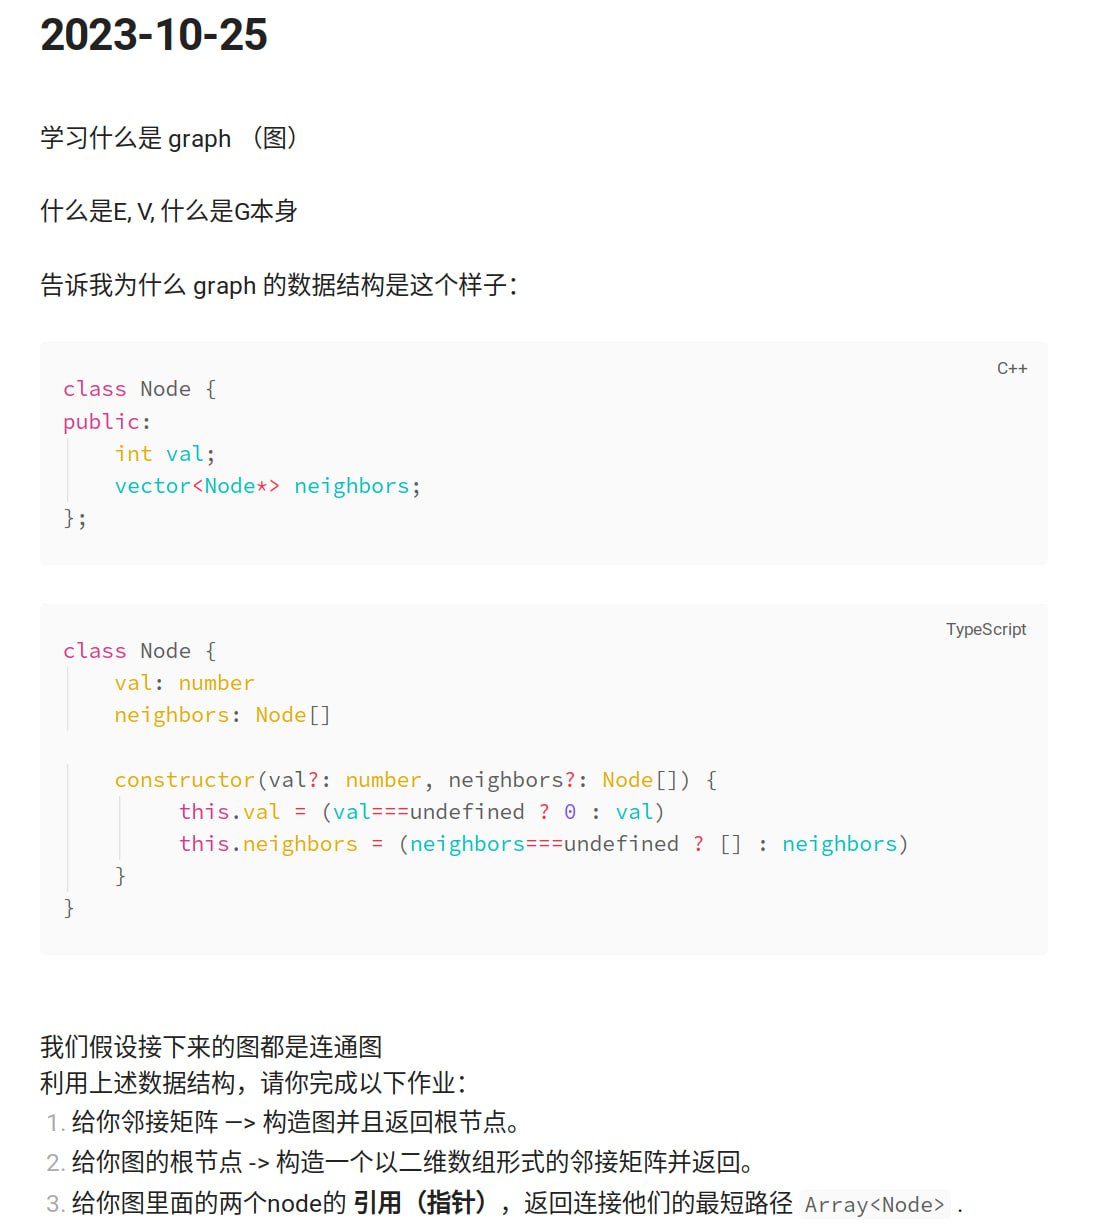 2023-10-25
学习什么是 graph （图）
什么是E, V, 什么是G本身
告诉我为什么 graph 的数据结构是这个样子：
C++
class Node {
public:
    int val;
    vector<Node*> neighbors;
};
TypeScript
class Node {
    val: number
    neighbors: Node[]
    constructor(val?: number, neighbors?: Node[]) {
         this.val = (val===undefined ? 0 : val)
         this.neighbors = (neighbors===undefined ? [] : neighbors)
    }
}
我们假设接下来的图都是连通图
利用上述数据结构，请你完成以下作业：
1. 给你邻接矩阵 —> 构造图并且返回根节点。
2. 给你图的根节点 -> 构造一个以二维数组形式的邻接矩阵并返回。
3. 给你图里面的两个node的 引用（指针），返回连接他们的最短路径 Array<Node> .